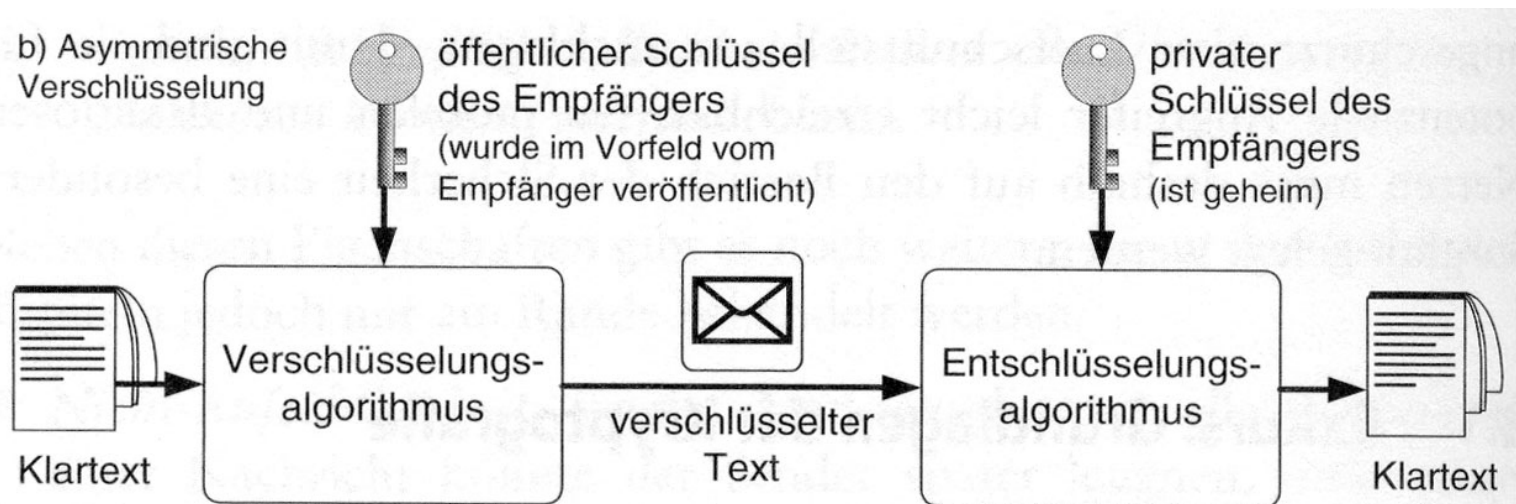 b) Asymmetrische
Verschlüsselung
öffentlicher Schlüssel
des Empfängers
(wurde im Vorfeld vom
Empfänger veröffentlicht)
privater
Schlüssel des
Empfängers
(ist geheim)
Klartext
Verschlüsselungs-
algorithmus
verschlüsselter
Text
Entschlüsselungs-
algorithmus
Klartext